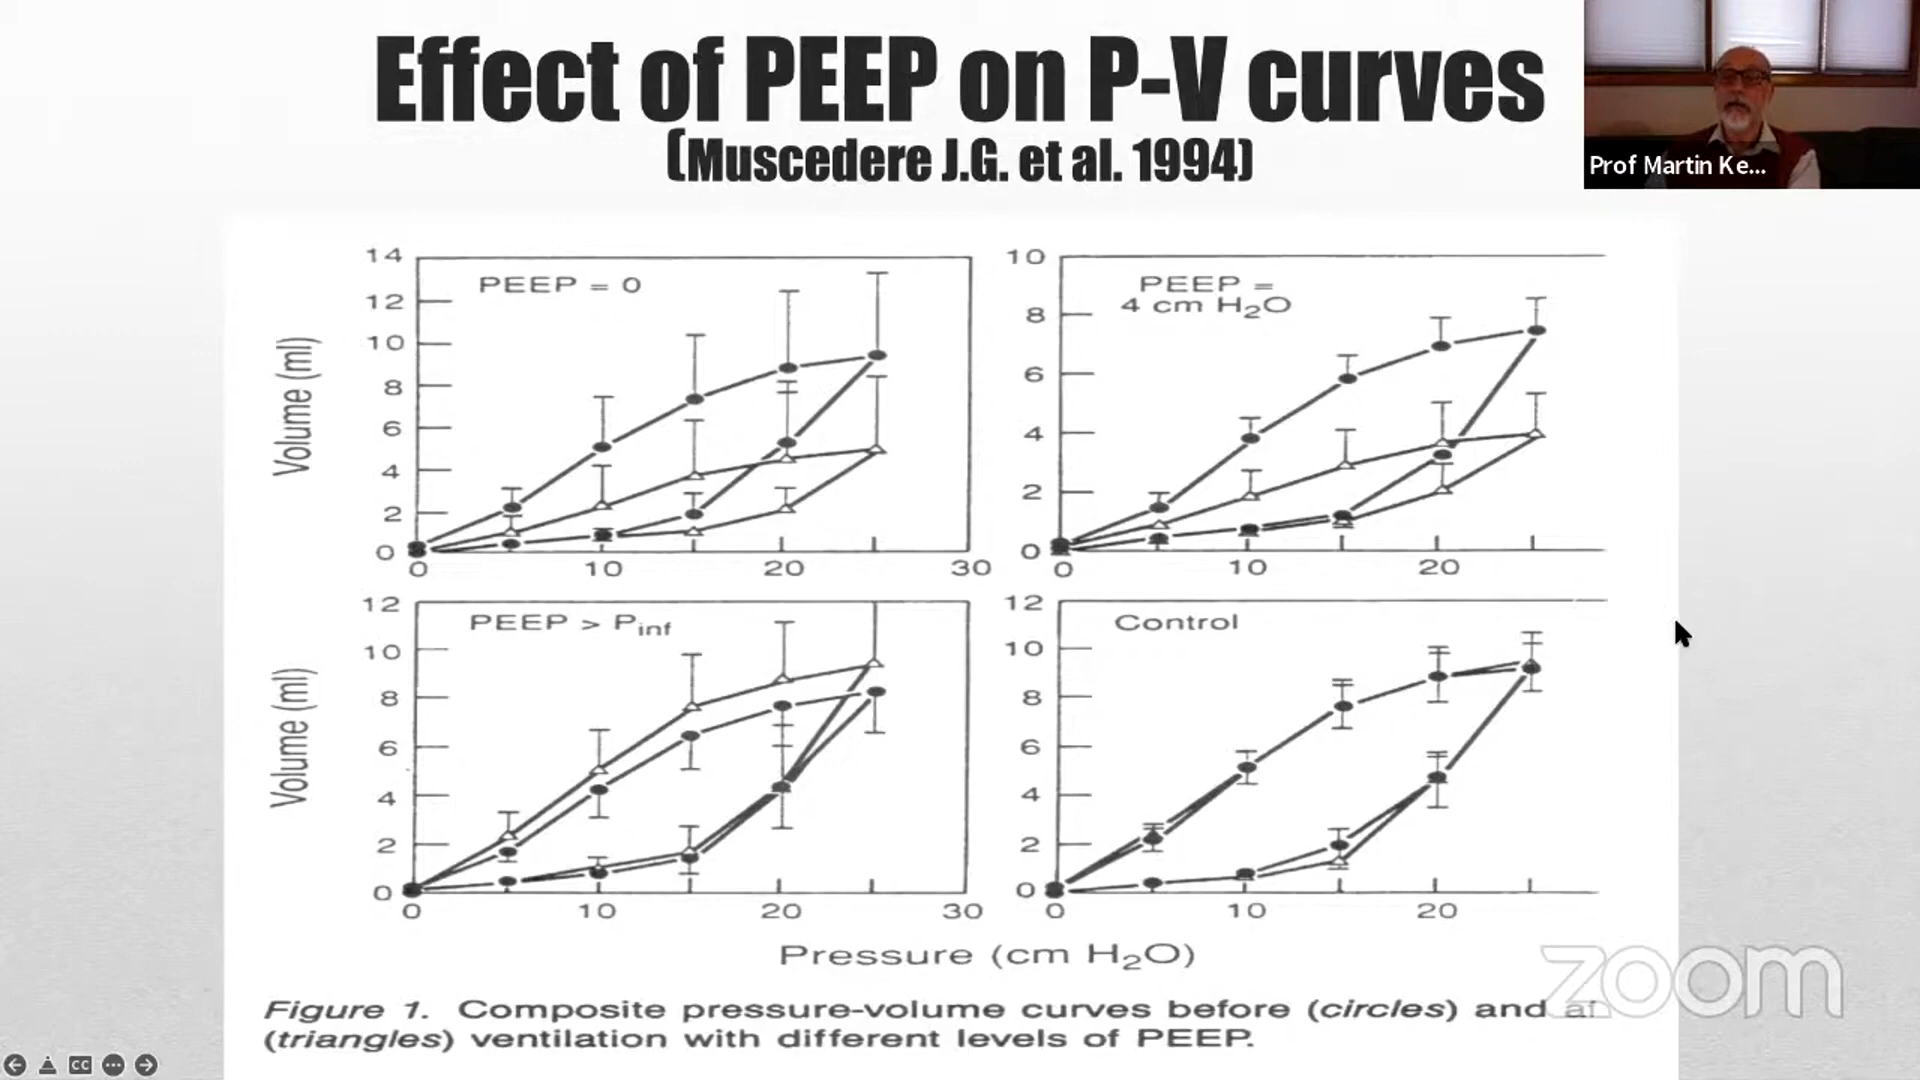 Effect of PEEP on P-V curves
(Muscedere J.G. et al. 1994)
Prof Martin Ke...
14
12
10
8
6
4
2
0
Volume (ml)
PEEP = 0
0
10
20
30
10
8
6
4
2
0
PEEP =
4 cm H₂O
0
10
20
12
10
8
6
4
2
0
Volume (ml)
PEEP > Pinf
0
10
20
30
12
10
8
6
4
2
0
Control
0
10
20
Pressure (cm H₂O)
Figure 1. Composite pressure-volume curves before (circles) and
(triangles) ventilation with different levels of PEEP.
zoom
CC